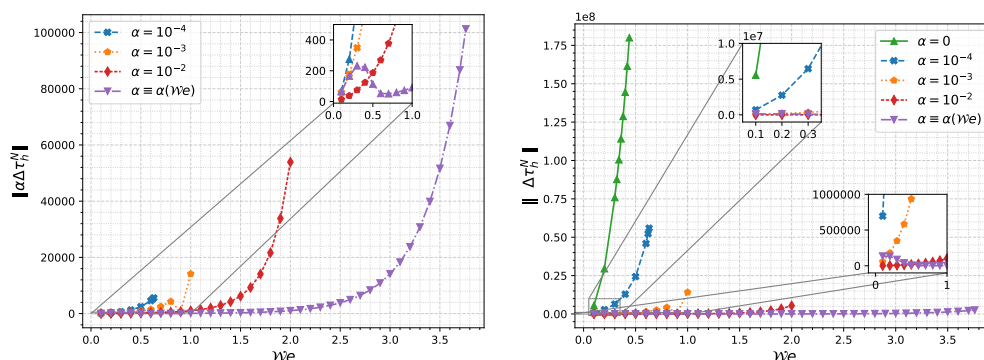 α = 10⁻⁴
α = 10⁻³
α = 10⁻²
α ≡ α(𝒲e)
‖αΔτₕᴺ‖
100000
80000
60000
40000
20000
0
0.0 0.5 1.0 1.5 2.0 2.5 3.0 3.5
𝒲e
400
200
0
0.0 0.5 1.0
1e8
α = 0
α = 10⁻⁴
α = 10⁻³
α = 10⁻²
α ≡ α(𝒲e)
‖ Δτₕᴺ ‖
1.75
1.50
1.25
1.00
0.75
0.50
0.25
0.00
0.0 0.5 1.0 1.5 2.0 2.5 3.0 3.5
𝒲e
1e7
1.0
0.5
0.0
0.1 0.2 0.3
1000000
500000
0
0 1